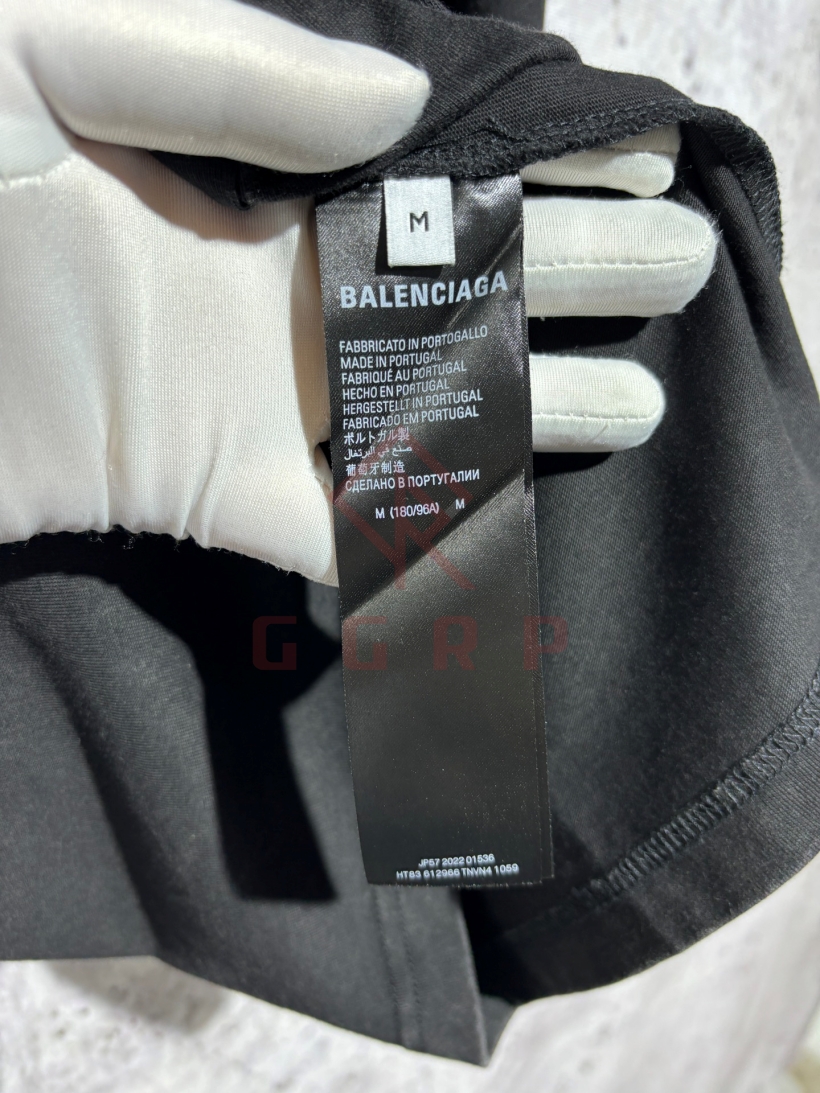 M
BALENCIAGA
FABBRICATO IN PORTOGALLO
MADE IN PORTUGAL
FABRIQUÉ AU PORTUGAL
HECHO EN PORTUGAL
HERGESTELLT IN PORTUGAL
FABRICADO EM PORTUGAL
ポルトガル製
صنع في البرتغال
葡萄牙制造
СДЕЛАНО В ПОРТУГАЛИИ
M (180/96A) M
GGRP
JP57 2022 01536
HT83 612966 TNVN4 1059